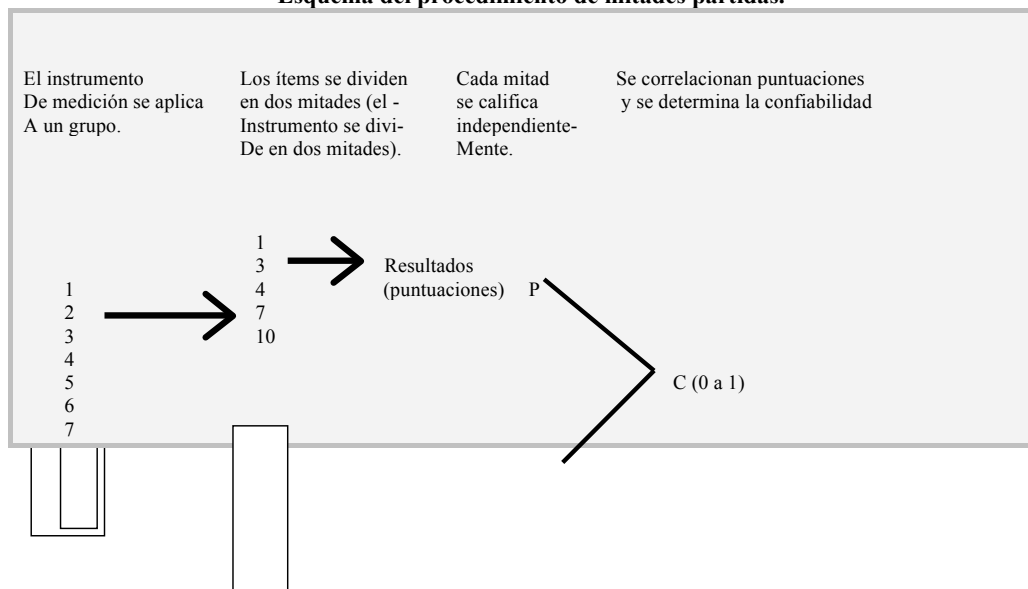 Esquema del procedimiento de mitades partidas.
El instrumento
De medición se aplica
A un grupo.
Los ítems se dividen
en dos mitades (el -
Instrumento se divi-
De en dos mitades).
Cada mitad
se califica
independiente-
Mente.
Se correlacionan puntuaciones
y se determina la confiabilidad
1
2
3
4
5
6
7
1
3
4
7
10
Resultados
(puntuaciones) P
C (0 a 1)